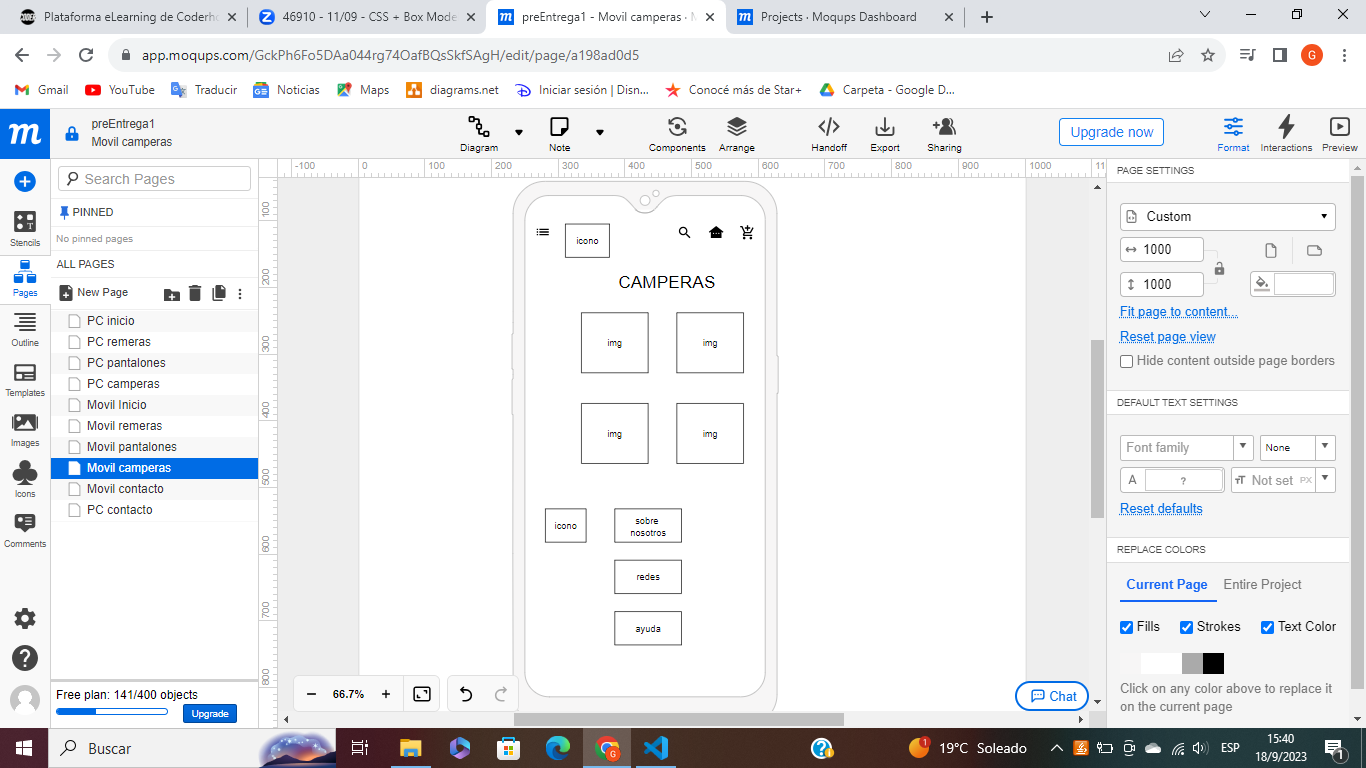 Plataforma eLearning de Coderho
46910 - 11/09 - CSS + Box Mode
preEntrega1 - Movil camperas · M
Projects · Moqups Dashboard
app.moqups.com/GckPh6Fo5DAa044rg74OafBQsSkfSAgH/edit/page/a198ad0d5
G
Gmail
YouTube
Traducir
Noticias
Maps
diagrams.net
Iniciar sesión | Disn...
Conocé más de Star+
Carpeta - Google D...
m
preEntrega1
Movil camperas
Diagram
Note
Components
Arrange
Handoff
Export
Sharing
Upgrade now
Format
Interactions
Preview
Stencils
Pages
Outline
Templates
Images
Icons
Comments
Search Pages
PINNED
No pinned pages
ALL PAGES
New Page
PC inicio
PC remeras
PC pantalones
PC camperas
Movil Inicio
Movil remeras
Movil pantalones
Movil camperas
Movil contacto
PC contacto
Free plan: 141/400 objects
Upgrade
-100 0 100 200 300 400 500 600 700 800 900 1000 11
100
200
300
400
500
600
700
800
icono
CAMPERAS
img img
img img
icono
sobre
nosotros
redes
ayuda
66.7%
Chat
PAGE SETTINGS
Custom
1000
1000
Fit page to content...
Reset page view
Hide content outside page borders
DEFAULT TEXT SETTINGS
Font family
None
A ?
Not set PX
Reset defaults
REPLACE COLORS
Current Page
Entire Project
Fills
Strokes
Text Color
Click on any color above to replace it
on the current page
Buscar
1
19°C Soleado
ESP
15:40
18/9/2023
1